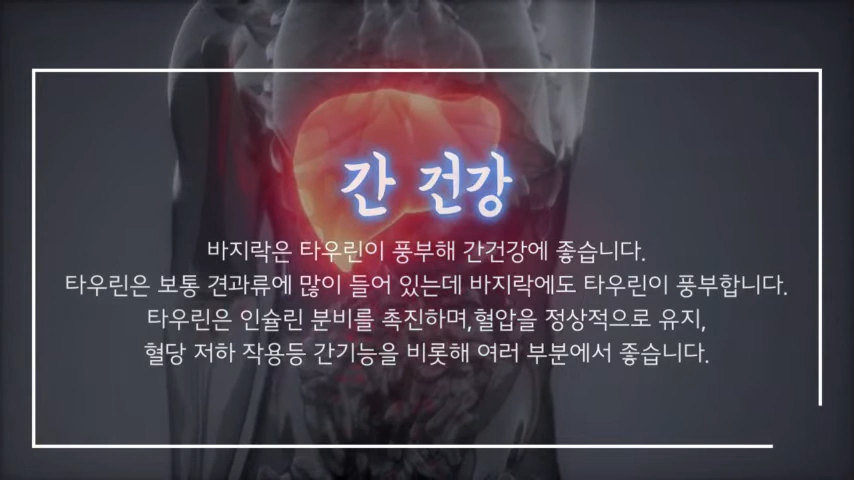 간 건강
바지락은 타우린이 풍부해 간건강에 좋습니다.
타우린은 보통 견과류에 많이 들어 있는데 바지락에도 타우린이 풍부합니다.
타우린은 인슐린 분비를 촉진하며,혈압을 정상적으로 유지,
혈당 저하 작용등 간기능을 비롯해 여러 부분에서 좋습니다.